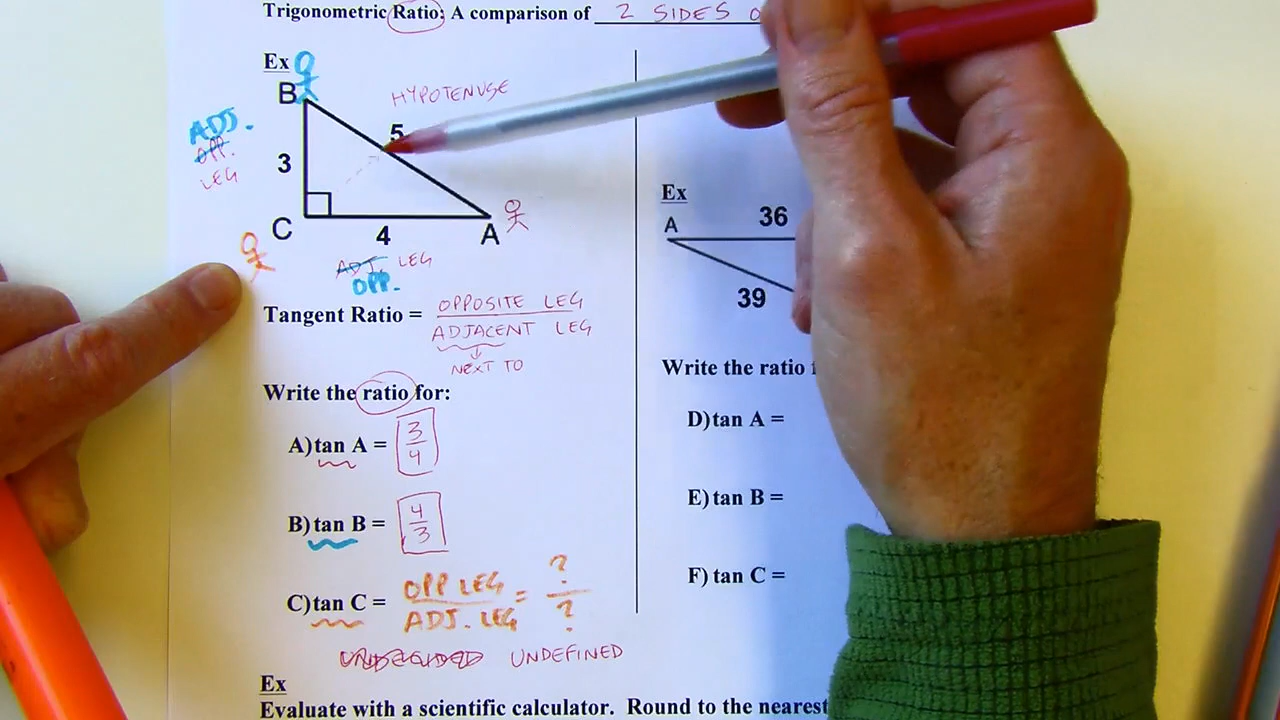 Trigonometric Ratio: A comparison of 2 SIDES
Ex
B
HYPOTENUSE
ADJ.
OPP.
LEG
5
3
C
4
A
ADJ. LEG
OPP.
Tangent Ratio = OPPOSITE LEG
ADJACENT LEG
NEXT TO
Write the ratio for:
A) tan A = 3
4
B) tan B = 4
3
C) tan C = OPP LEG = ?
ADJ. LEG ?
UNDEFINED
Ex
Evaluate with a scientific calculator. Round to the nearest
Ex
A
36
39
Write the ratio
D) tan A =
E) tan B =
F) tan C =